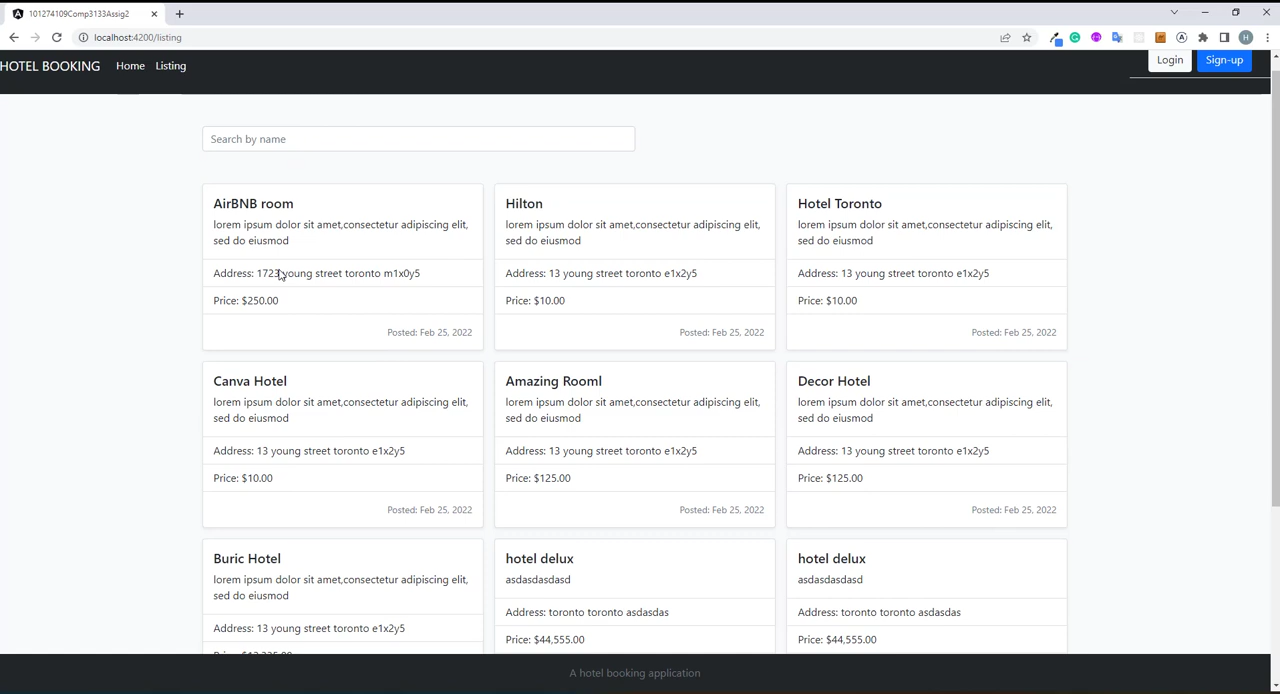 101274109Comp3133Assig2
localhost:4200/listing
HOTEL BOOKING Home Listing Login Sign-up
Search by name
AirBNB room
lorem ipsum dolor sit amet,consectetur adipiscing elit,
sed do eiusmod
Address: 1723 young street toronto m1x0y5
Price: $250.00
Posted: Feb 25, 2022
Hilton
lorem ipsum dolor sit amet,consectetur adipiscing elit,
sed do eiusmod
Address: 13 young street toronto e1x2y5
Price: $10.00
Posted: Feb 25, 2022
Hotel Toronto
lorem ipsum dolor sit amet,consectetur adipiscing elit,
sed do eiusmod
Address: 13 young street toronto e1x2y5
Price: $10.00
Posted: Feb 25, 2022
Canva Hotel
lorem ipsum dolor sit amet,consectetur adipiscing elit,
sed do eiusmod
Address: 13 young street toronto e1x2y5
Price: $10.00
Posted: Feb 25, 2022
Amazing Rooml
lorem ipsum dolor sit amet,consectetur adipiscing elit,
sed do eiusmod
Address: 13 young street toronto e1x2y5
Price: $125.00
Posted: Feb 25, 2022
Decor Hotel
lorem ipsum dolor sit amet,consectetur adipiscing elit,
sed do eiusmod
Address: 13 young street toronto e1x2y5
Price: $125.00
Posted: Feb 25, 2022
Buric Hotel
lorem ipsum dolor sit amet,consectetur adipiscing elit,
sed do eiusmod
Address: 13 young street toronto e1x2y5
hotel delux
asdasdasdasd
Address: toronto toronto asdasdas
Price: $44,555.00
hotel delux
asdasdasdasd
Address: toronto toronto asdasdas
Price: $44,555.00
A hotel booking application